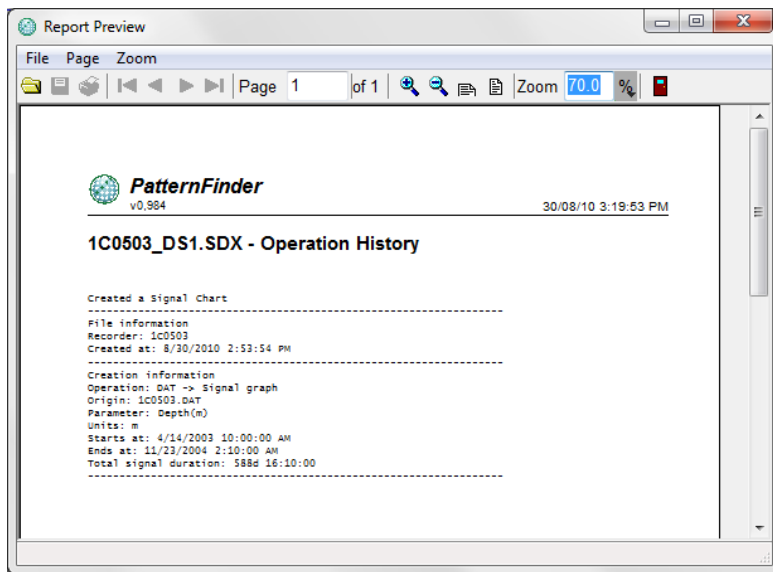 Report Preview
File Page Zoom
Page 1 of 1 Zoom 70.0 %
PatternFinder
v0,984
30/08/10 3:19:53 PM
1C0503_DS1.SDX - Operation History
Created a Signal Chart
------------------------------------------------------------------
File information
Recorder: 1C0503
Created at: 8/30/2010 2:53:54 PM
------------------------------------------------------------------
Creation information
Operation: DAT -> Signal graph
Origin: 1C0503.DAT
Parameter: Depth(m)
Units: m
Starts at: 4/14/2003 10:00:00 AM
Ends at: 11/23/2004 2:10:00 AM
Total signal duration: 588d 16:10:00
------------------------------------------------------------------